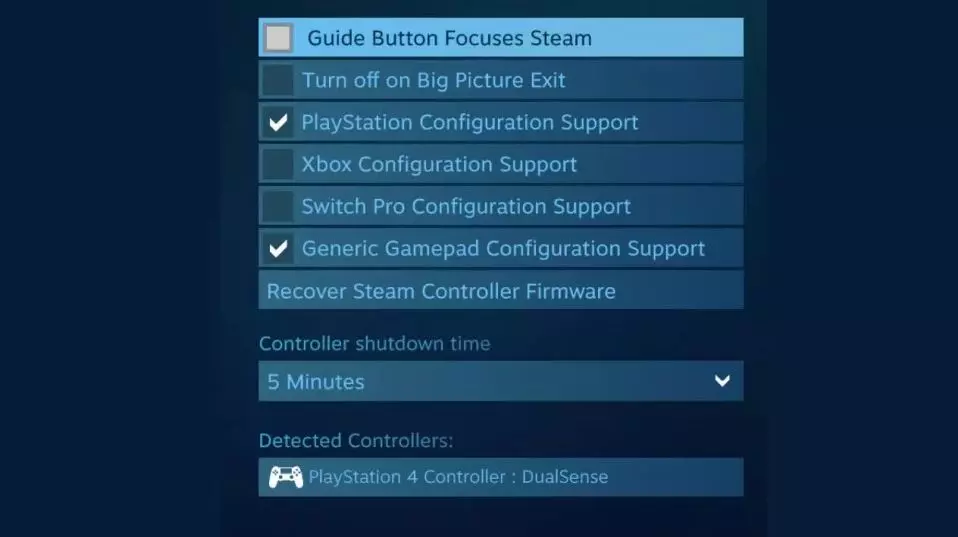 Guide Button Focuses Steam
Turn off on Big Picture Exit
PlayStation Configuration Support
Xbox Configuration Support
Switch Pro Configuration Support
Generic Gamepad Configuration Support
Recover Steam Controller Firmware
Controller shutdown time
5 Minutes
Detected Controllers:
PlayStation 4 Controller : DualSense